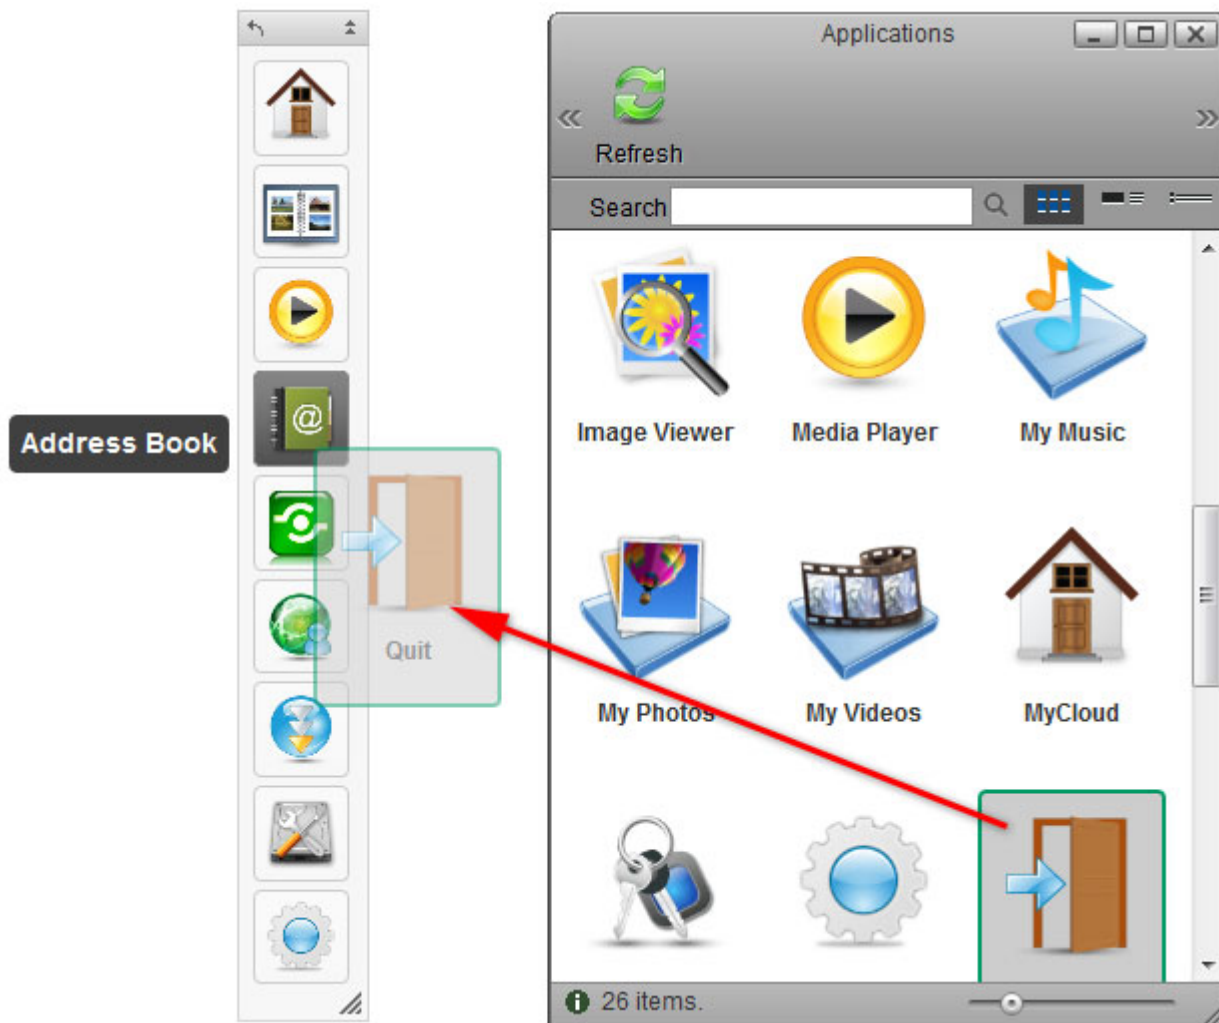 Applications
Refresh
Search
Address Book
@
Quit
Image Viewer
Media Player
My Music
My Photos
My Videos
MyCloud
26 items.